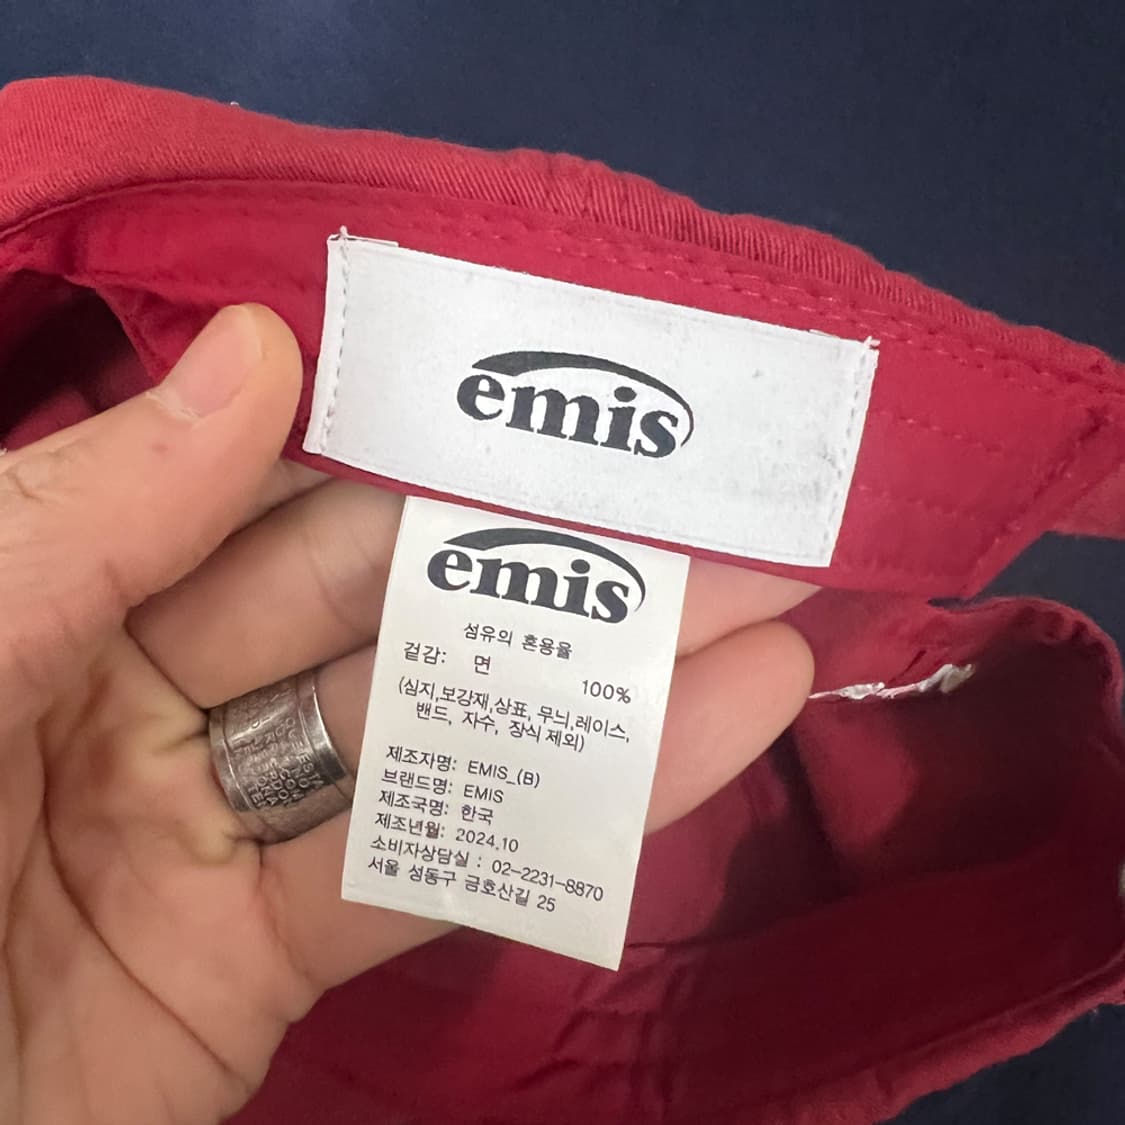 emis
emis
섬유의 혼용율
겉감: 면 100%
(심지,보강재,상표, 무늬,레이스,
밴드, 자수, 장식 제외)
제조자명: EMIS_(B)
브랜드명: EMIS
제조국명: 한국
제조년월: 2024.10
소비자상담실 : 02-2231-8870
서울 성동구 금호산길 25